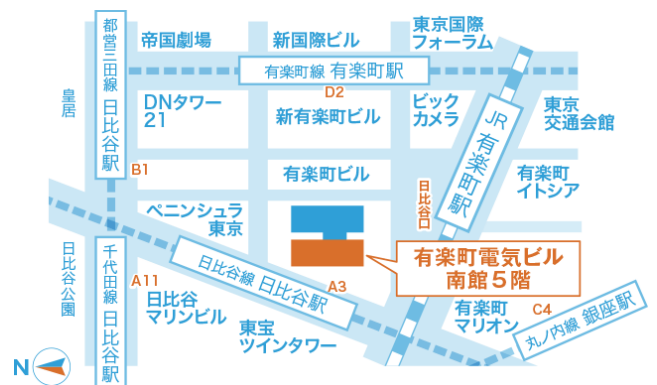 都営三田線 日比谷駅
帝国劇場
新国際ビル
東京国際
フォーラム
有楽町線 有楽町駅
D2
皇居
DNタワー
21
新有楽町ビル
ビック
カメラ
JR 有楽町駅
東京
交通会館
B1
有楽町ビル
日比谷口
有楽町
イトシア
ペニンシュラ
東京
日比谷線 日比谷駅
有楽町電気ビル
南館5階
日比谷公園
千代田線 日比谷駅
A11
日比谷
マリンビル
A3
東宝
ツインタワー
有楽町
マリオン
C4
丸ノ内線 銀座駅
N